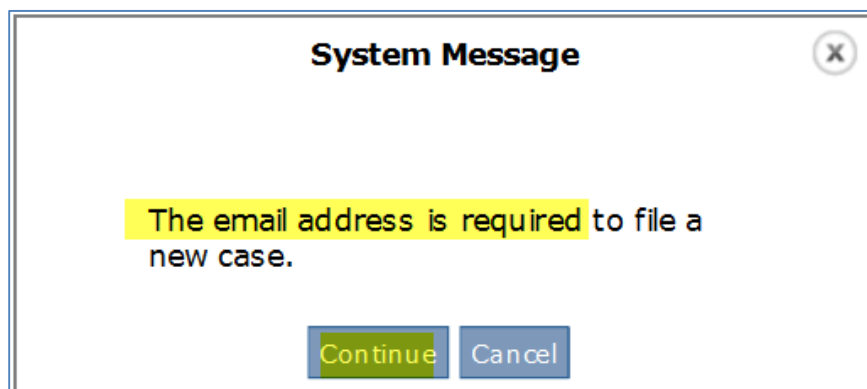 System Message
X
The email address is required to file a
new case.
Continue Cancel